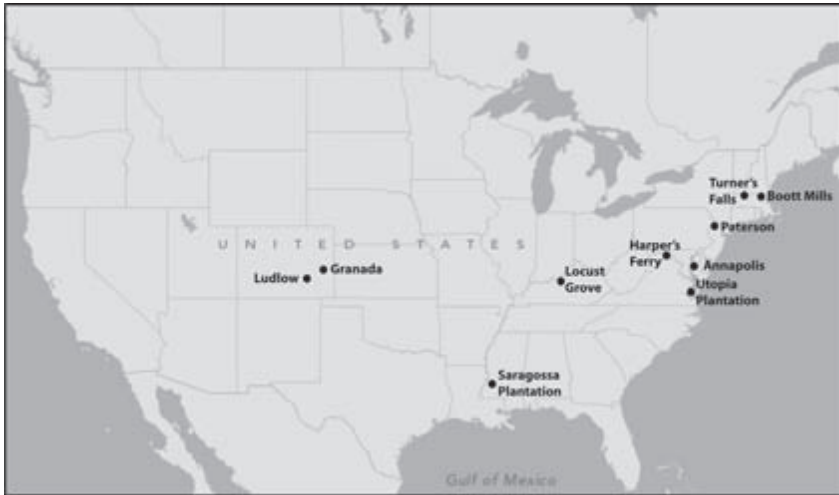 Turner's
Falls
Boott Mills
Paterson
UNITED STATES
Harper's
Ferry
Annapolis
Granada
Ludlow
Locust
Grove
Utopia
Plantation
Saragossa
Plantation
Gulf of Mexico